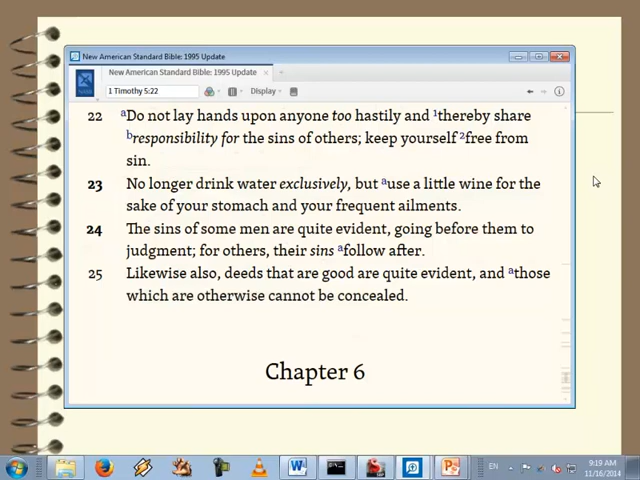 New American Standard Bible: 1995 Update
New American Standard Bible: 1995 Update
1 Timothy 5:22 Display
22 aDo not lay hands upon anyone too hastily and 1thereby share
bresponsibility for the sins of others; keep yourself 2free from
sin.
23 No longer drink water exclusively, but ause a little wine for the
sake of your stomach and your frequent ailments.
24 The sins of some men are quite evident, going before them to
judgment; for others, their sins afollow after.
25 Likewise also, deeds that are good are quite evident, and athose
which are otherwise cannot be concealed.
Chapter 6
EN 9:19 AM
11/16/2014